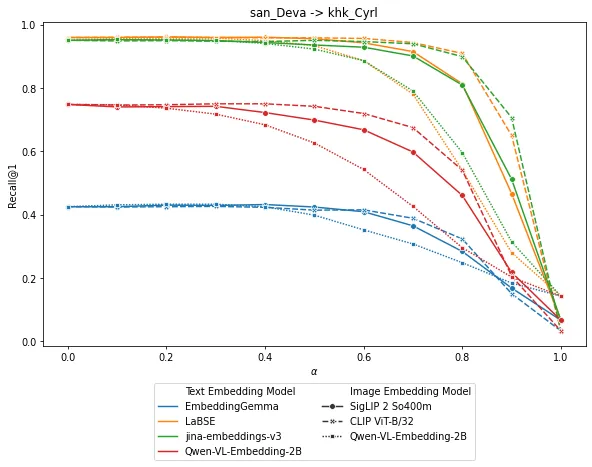 san_Deva -> khk_Cyrl
Recall@1
1.0
0.8
0.6
0.4
0.2
0.0
0.0 0.2 0.4 0.6 0.8 1.0
α
Text Embedding Model
EmbeddingGemma
LaBSE
jina-embeddings-v3
Qwen-VL-Embedding-2B
Image Embedding Model
SigLIP 2 So400m
CLIP ViT-B/32
Qwen-VL-Embedding-2B